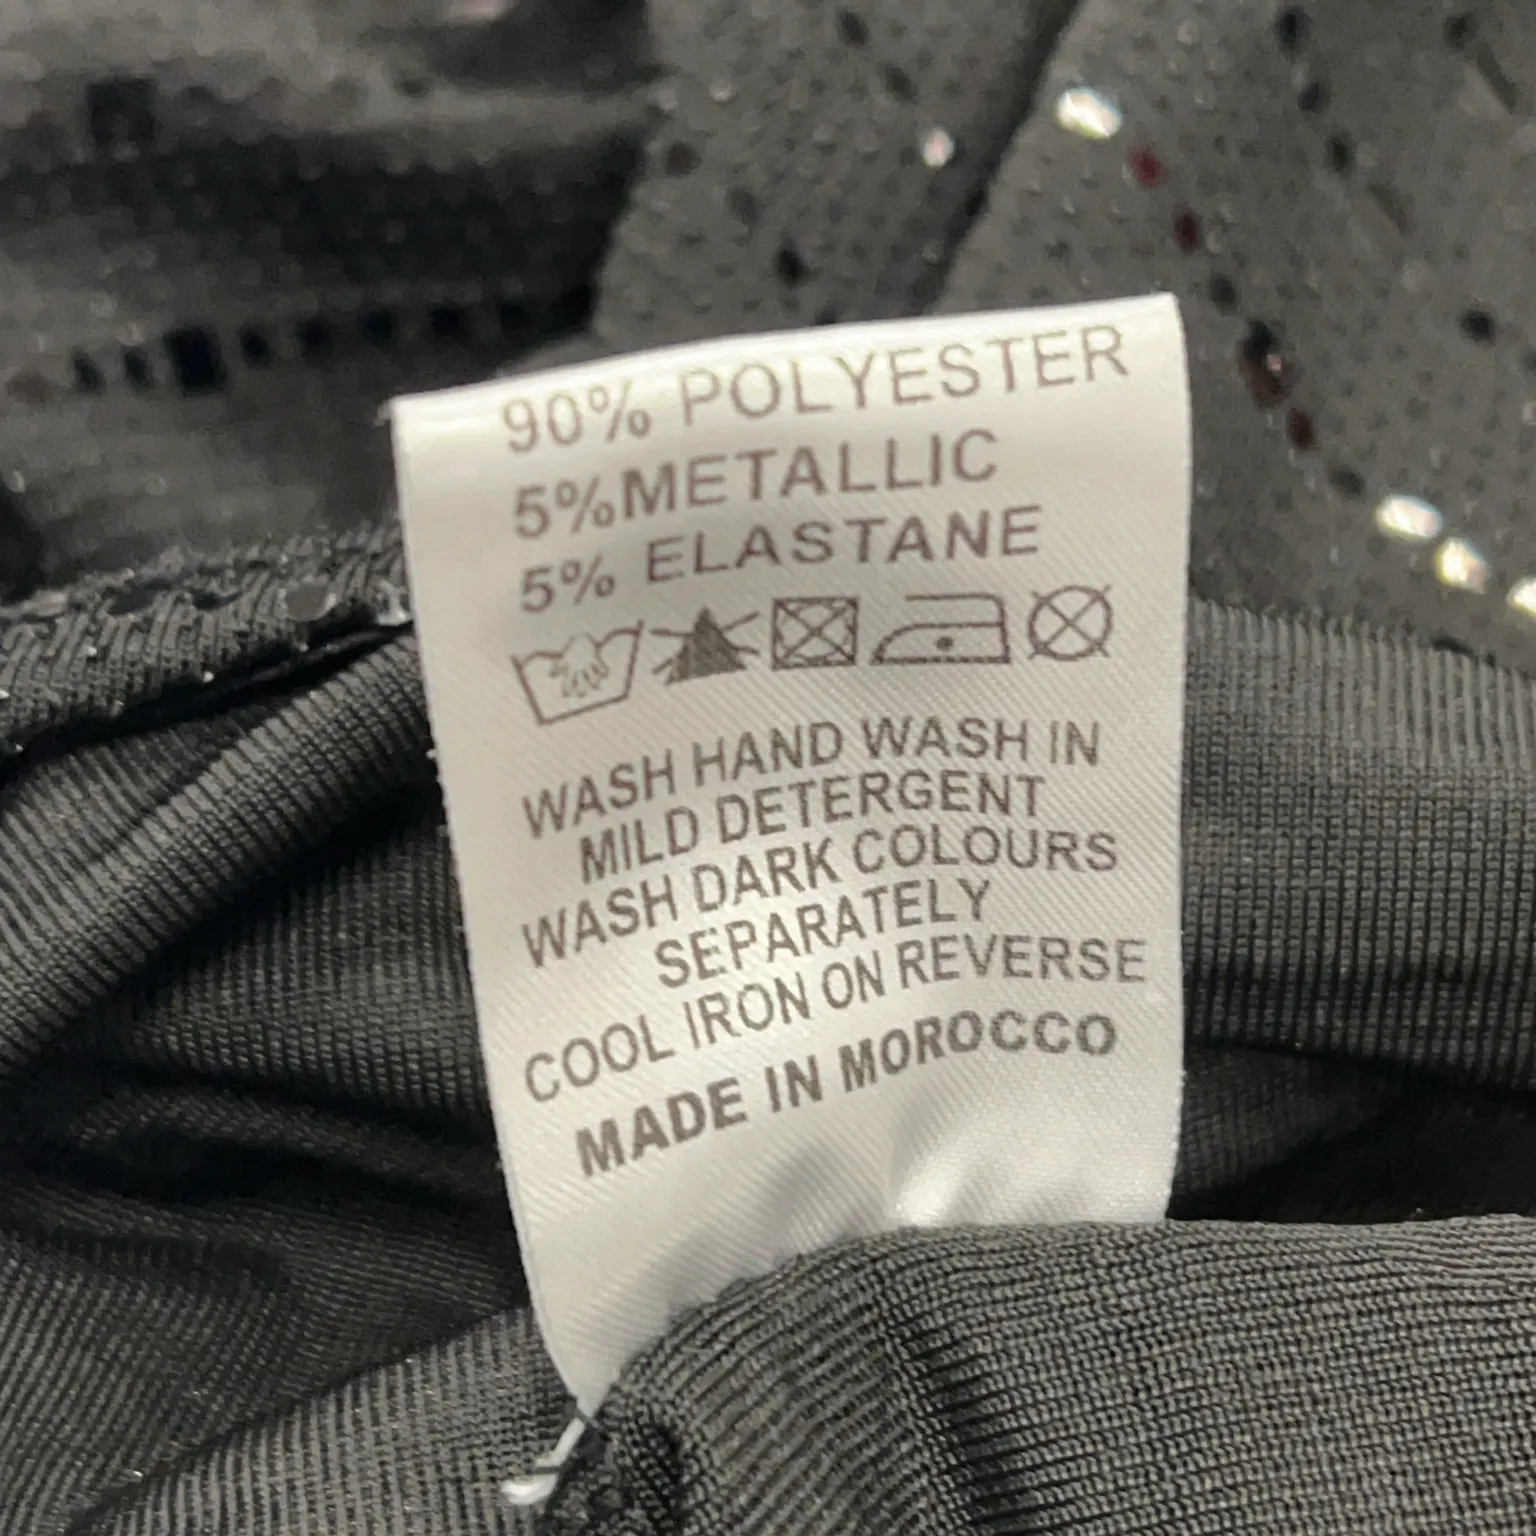 90% POLYESTER
5%METALLIC
5% ELASTANE
WASH HAND WASH IN
MILD DETERGENT
WASH DARK COLOURS
SEPARATELY
COOL IRON ON REVERSE
MADE IN MOROCCO